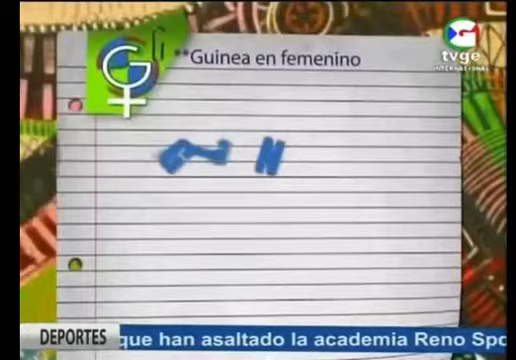 **Guinea en femenino
tvge
INTERNACIONAL
DEPORTES
que han asaltado la academia Reno Spo